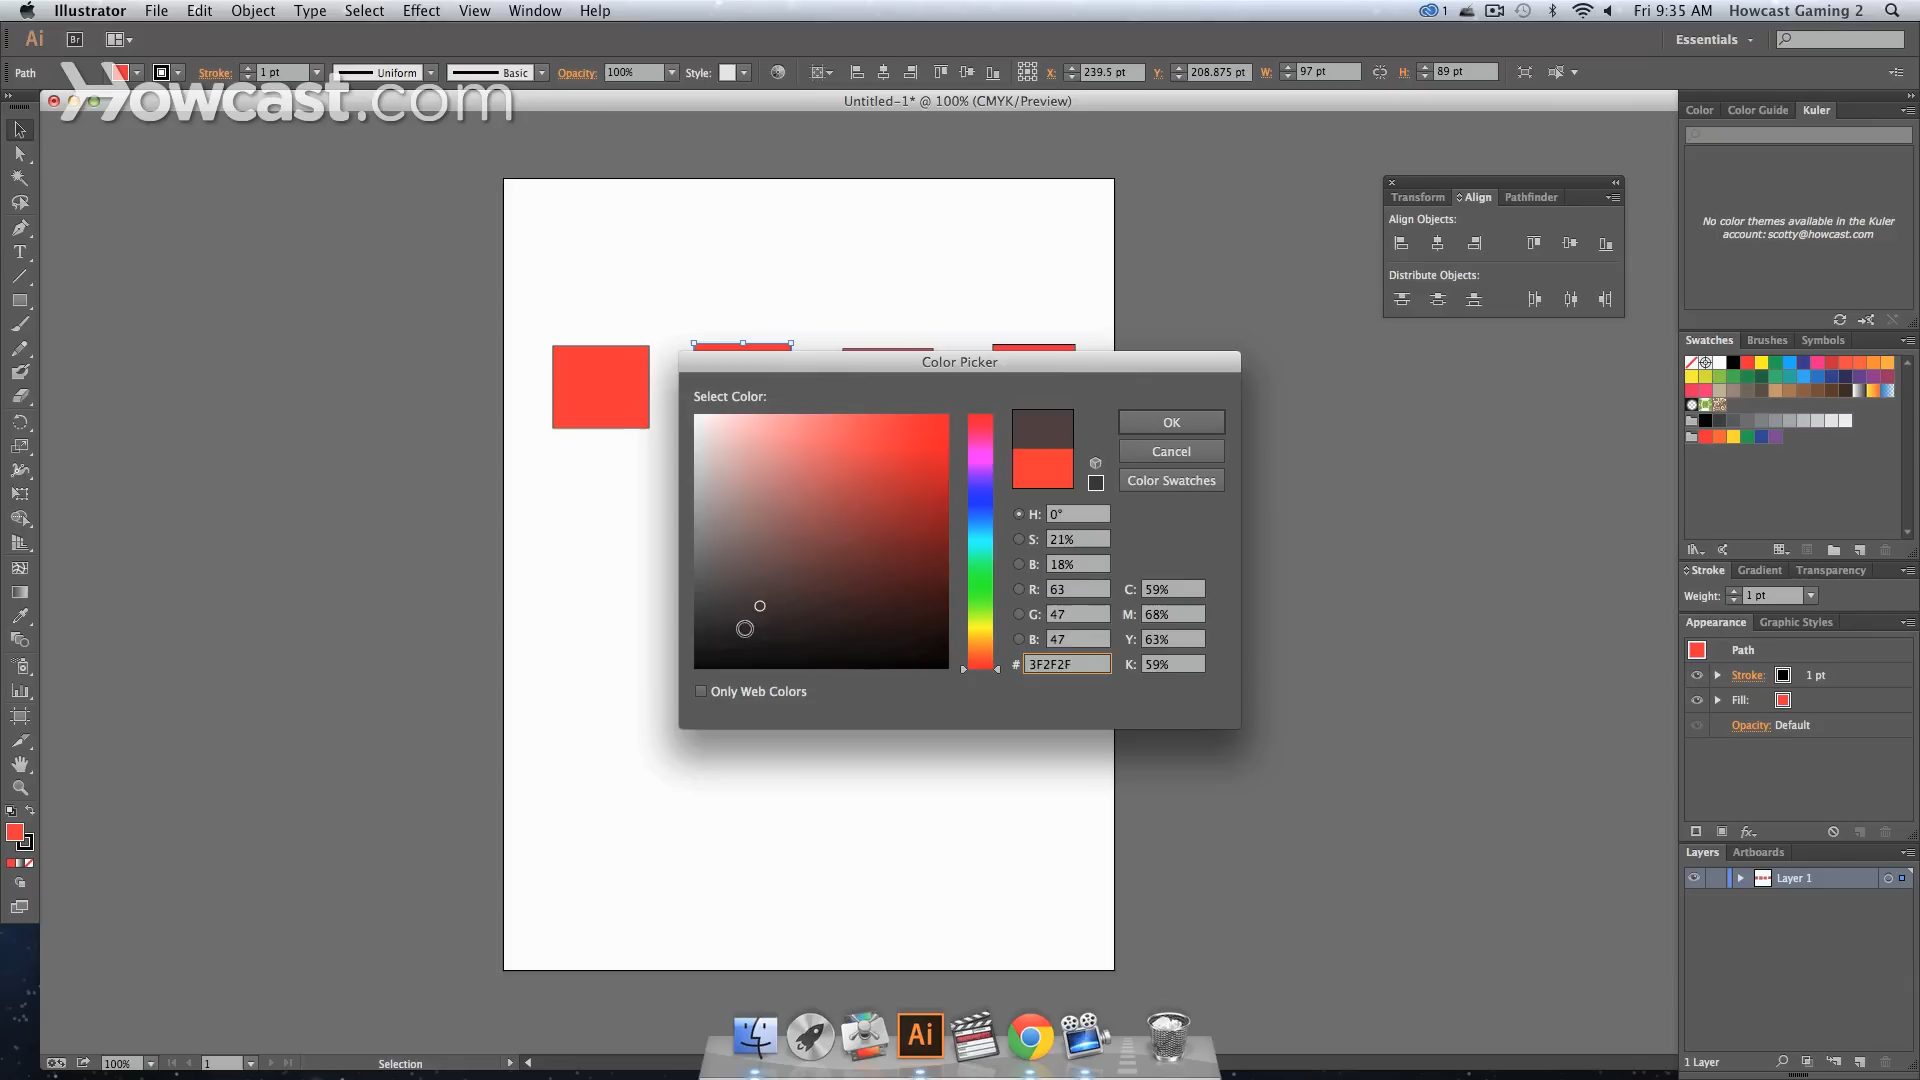 Illustrator File Edit Object Type Select Effect View Window Help
1 Fri 9:35 AM Howcast Gaming 2
Ai Br Essentials
Path Stroke: 1 pt Uniform Basic Opacity: 100% Style: X: 239.5 pt Y: 208.875 pt W: 97 pt H: 89 pt
Howcast.com
Untitled-1* @ 100% (CMYK/Preview)
Color Color Guide Kuler
Transform Align Pathfinder
Align Objects:
Distribute Objects:
No color themes available in the Kuler
account: scotty@howcast.com
Swatches Brushes Symbols
Color Picker
Select Color:
OK
Cancel
Color Swatches
H: 0°
S: 21%
B: 18%
R: 63 C: 59%
G: 47 M: 68%
B: 47 Y: 63%
# 3F2F2F K: 59%
Only Web Colors
Stroke Gradient Transparency
Weight: 1 pt
Appearance Graphic Styles
Path
Stroke: 1 pt
Fill:
Opacity: Default
fx
Layers Artboards
Layer 1
Ai
100% 1 Selection
1 Layer